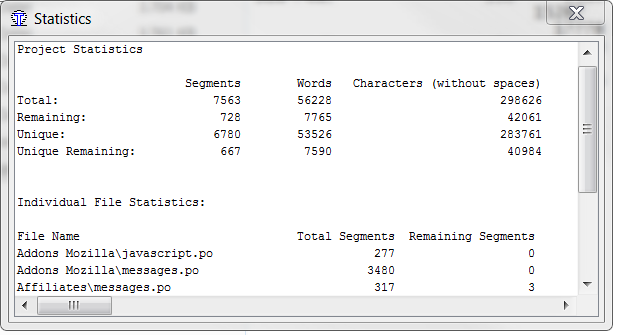 Statistics
Project Statistics
Segments Words Characters (without spaces)
Total: 7563 56228 298626
Remaining: 728 7765 42061
Unique: 6780 53526 283761
Unique Remaining: 667 7590 40984
Individual File Statistics:
File Name Total Segments Remaining Segments
Addons Mozilla\javascript.po 277 0
Addons Mozilla\messages.po 3480 0
Affiliates\messages.po 317 3